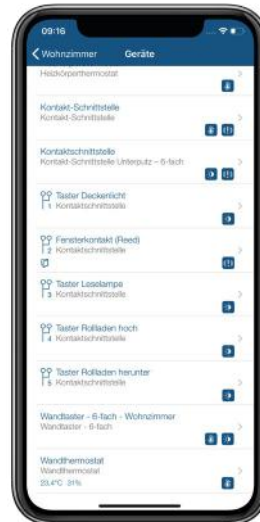 09:16
Wohnzimmer Geräte
Heizkörperthermostat
Kontakt-Schnittstelle
Kontakt-Schnittstelle
Kontaktschnittstelle
Kontakt-Schnittstelle Unterputz – 6-fach
Taster Deckenlicht
1 Kontaktschnittstelle
Fensterkontakt (Reed)
2 Kontaktschnittstelle
Taster Leselampe
3 Kontaktschnittstelle
Taster Rollladen hoch
4 Kontaktschnittstelle
Taster Rollladen herunter
5 Kontaktschnittstelle
Wandtaster - 6-fach - Wohnzimmer
Wandtaster - 6-fach
Wandthermostat
Wandthermostat
23,4°C 31%